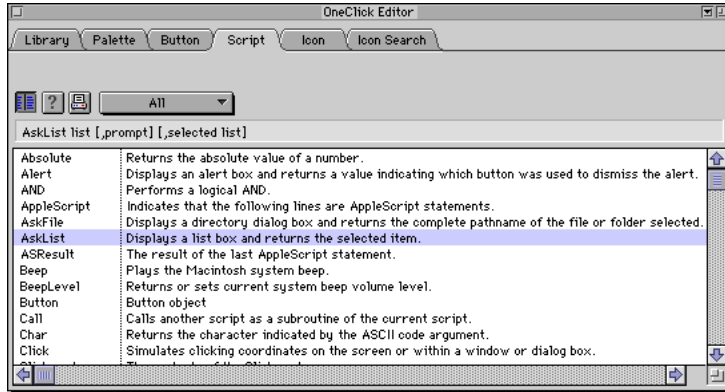 OneClick Editor
Library Palette Button Script Icon Icon Search
? All
AskList list [,prompt] [,selected list]
Absolute Returns the absolute value of a number.
Alert Displays an alert box and returns a value indicating which button was used to dismiss the alert.
AND Performs a logical AND.
AppleScript Indicates that the following lines are AppleScript statements.
AskFile Displays a directory dialog box and returns the complete pathname of the file or folder selected.
AskList Displays a list box and returns the selected item.
ASResult The result of the last AppleScript statement.
Beep Plays the Macintosh system beep.
BeepLevel Returns or sets current system beep volume level.
Button Button object
Call Calls another script as a subroutine of the current script.
Char Returns the character indicated by the ASCII code argument.
Click Simulates clicking coordinates on the screen or within a window or dialog box.